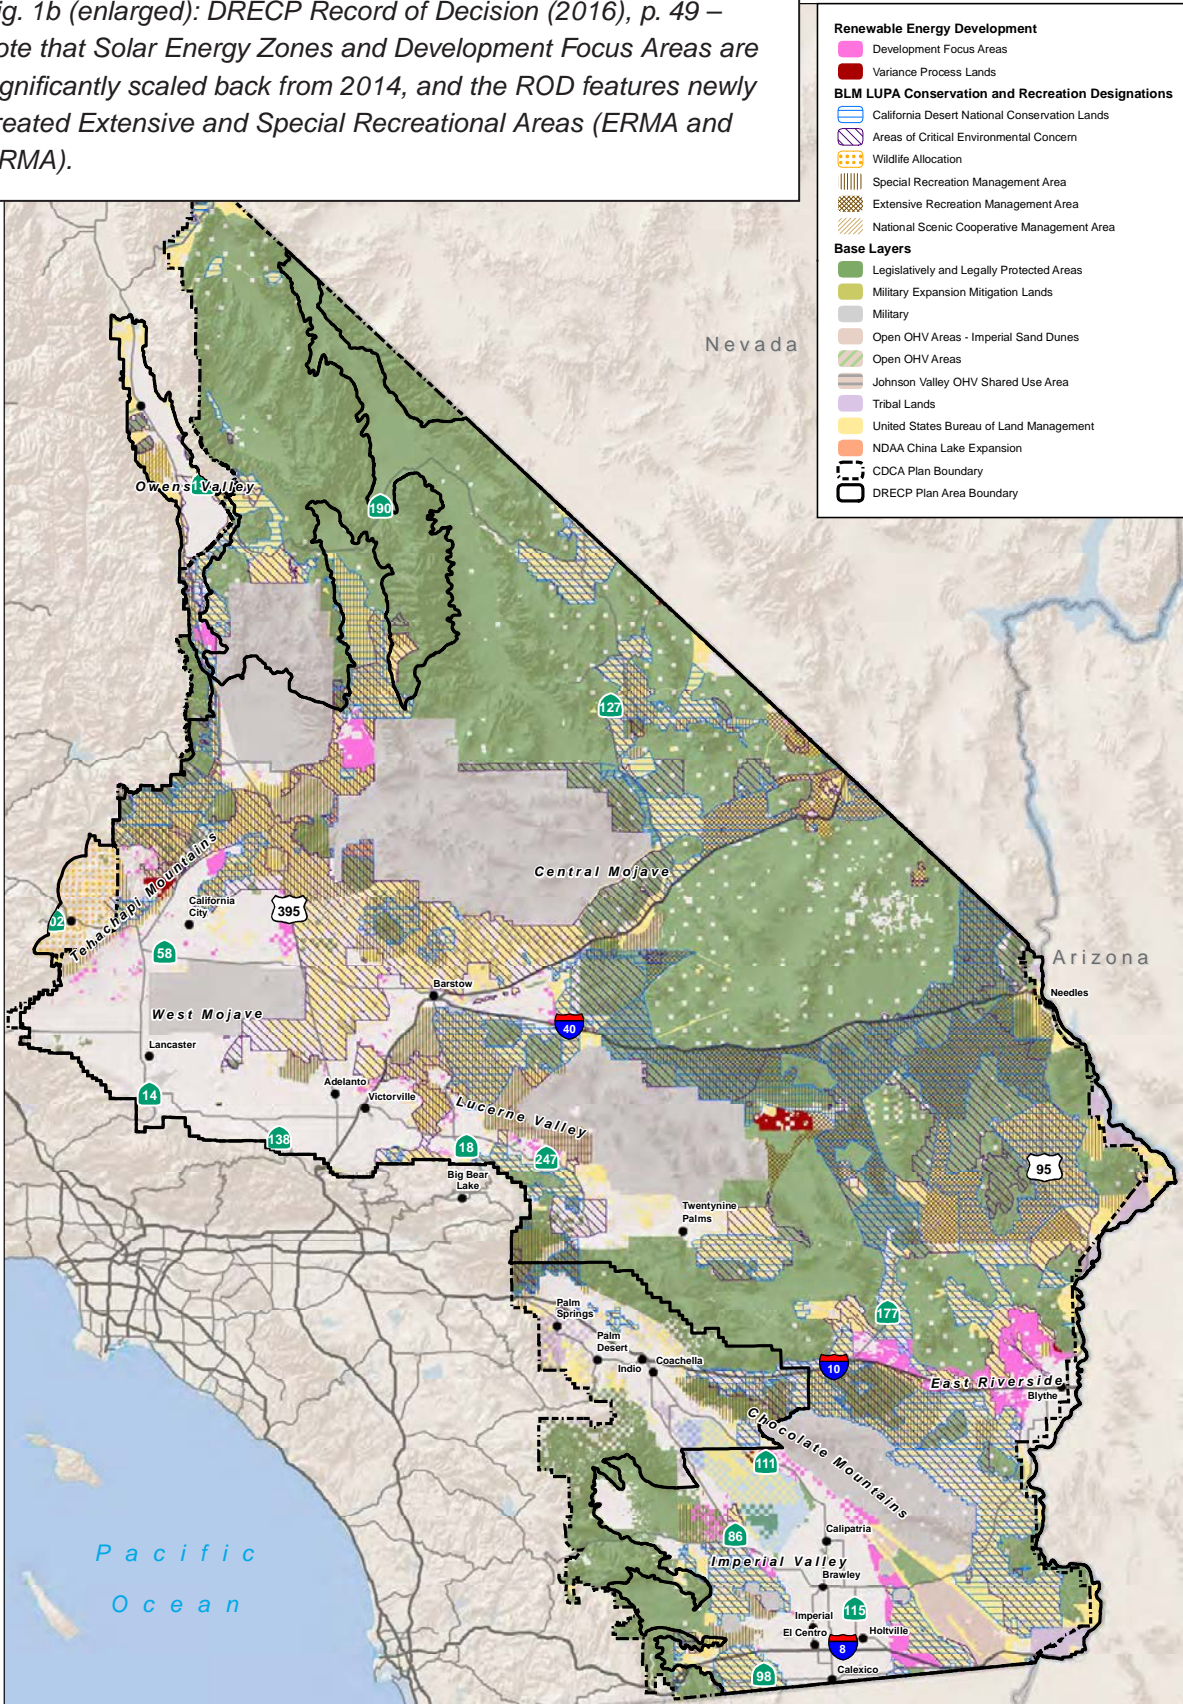 ig. 1b (enlarged): DRECP Record of Decision (2016), p. 49 –
ote that Solar Energy Zones and Development Focus Areas are
gnificantly scaled back from 2014, and the ROD features newly
reated Extensive and Special Recreational Areas (ERMA and
RMA).
Renewable Energy Development
Development Focus Areas
Variance Process Lands
BLM LUPA Conservation and Recreation Designations
California Desert National Conservation Lands
Areas of Critical Environmental Concern
Wildlife Allocation
Special Recreation Management Area
Extensive Recreation Management Area
National Scenic Cooperative Management Area
Base Layers
Legislatively and Legally Protected Areas
Military Expansion Mitigation Lands
Military
Open OHV Areas - Imperial Sand Dunes
Open OHV Areas
Johnson Valley OHV Shared Use Area
Tribal Lands
United States Bureau of Land Management
NDAA China Lake Expansion
CDCA Plan Boundary
DRECP Plan Area Boundary
Nevada
Owens Valley
190
127
Tehachapi Mountains
Central Mojave
California
City
395
02
58
Arizona
Barstow
Needles
West Mojave
40
Lancaster
14
Adelanto
Victorville
Lucerne Valley
138
18
247
95
Big Bear
Lake
Twentynine
Palms
177
Palm
Springs
Palm
Desert
Coachella
Indio
10
East Riverside
Blythe
Chocolate Mountains
111
86
Calipatria
Imperial Valley
Brawley
Pacific
Ocean
115
Imperial
El Centro
Holtville
8
98
Calexico